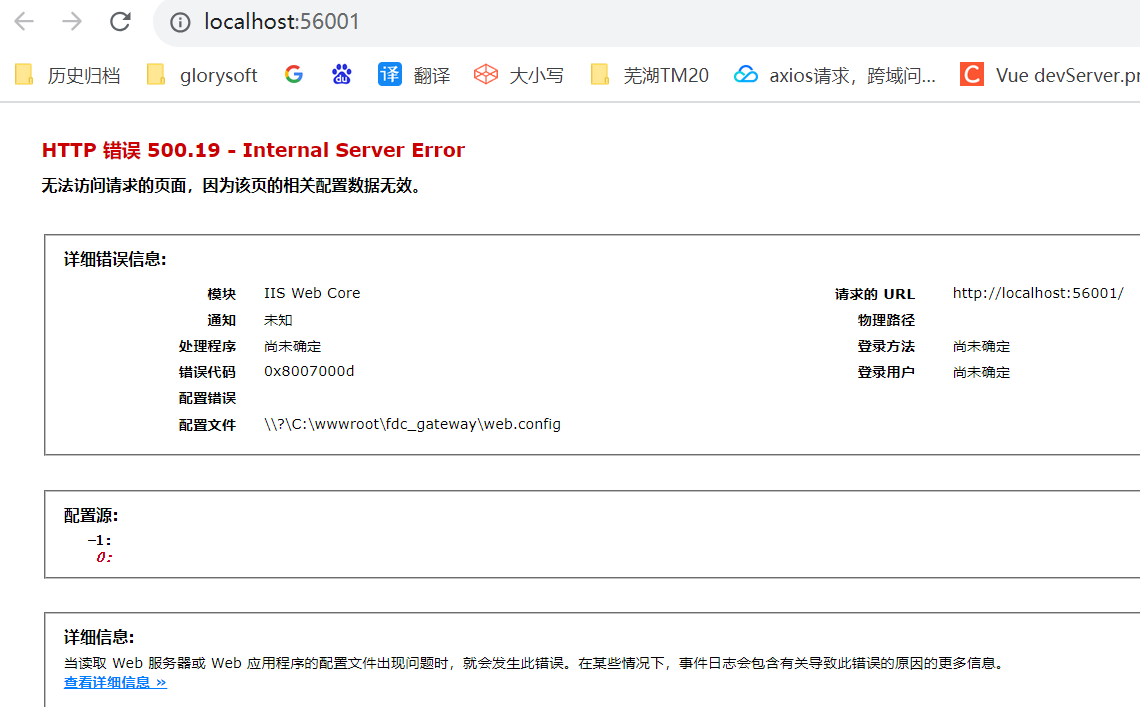 localhost:56001
历史归档 glorysoft 翻译 大小写 芜湖TM20 axios请求，跨域问... Vue devServer.pr
HTTP 错误 500.19 - Internal Server Error
无法访问请求的页面，因为该页的相关配置数据无效。
详细错误信息:
模块 IIS Web Core
通知 未知
处理程序 尚未确定
错误代码 0x8007000d
配置错误
配置文件 \\?\C:\wwwroot\fdc_gateway\web.config
请求的 URL http://localhost:56001/
物理路径
登录方法 尚未确定
登录用户 尚未确定
配置源:
-1:
0:
详细信息:
当读取 Web 服务器或 Web 应用程序的配置文件出现问题时，就会发生此错误。在某些情况下，事件日志会包含有关导致此错误的原因的更多信息。
查看详细信息 »